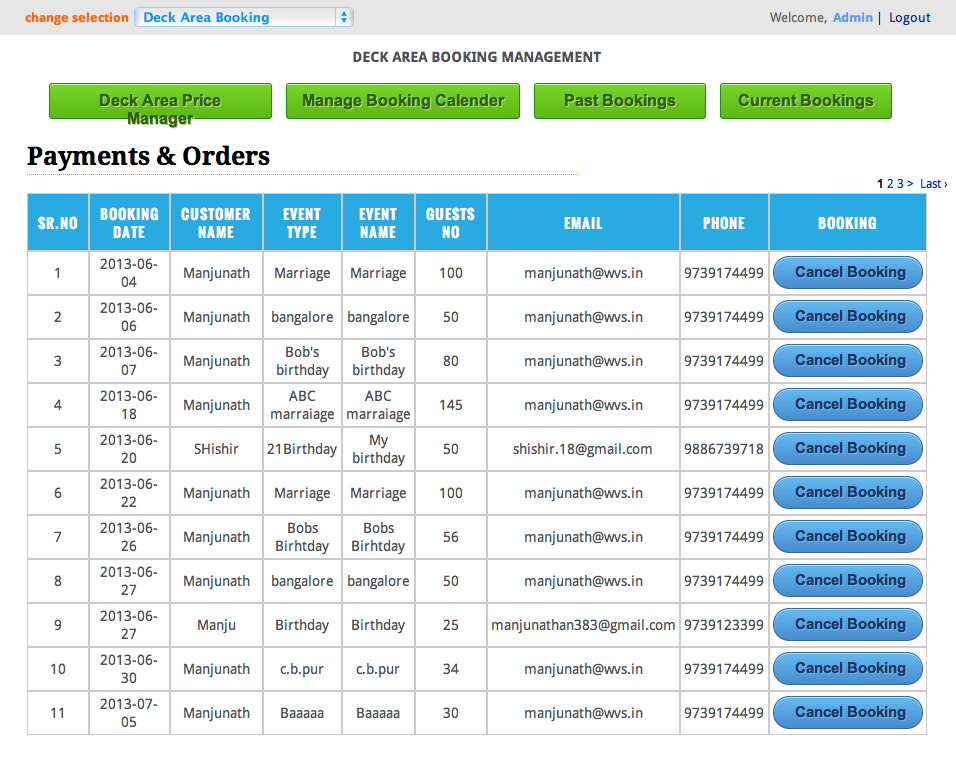 change selection Deck Area Booking Welcome, Admin | Logout
DECK AREA BOOKING MANAGEMENT
Deck Area Price
Manager
Manage Booking Calender
Past Bookings
Current Bookings
Payments & Orders
1 2 3 > Last ›
SR.NO
BOOKING
DATE
CUSTOMER
NAME
EVENT
TYPE
EVENT
NAME
GUESTS
NO
EMAIL
PHONE
BOOKING
1
2013-06-
04
Manjunath
Marriage
Marriage
100
manjunath@wvs.in
9739174499
Cancel Booking
2
2013-06-
06
Manjunath
bangalore
bangalore
50
manjunath@wvs.in
9739174499
Cancel Booking
3
2013-06-
07
Manjunath
Bob's
birthday
Bob's
birthday
80
manjunath@wvs.in
9739174499
Cancel Booking
4
2013-06-
18
Manjunath
ABC
marraiage
ABC
marraiage
145
manjunath@wvs.in
9739174499
Cancel Booking
5
2013-06-
20
SHishir
21Birthday
My
birthday
50
shishir.18@gmail.com
9886739718
Cancel Booking
6
2013-06-
22
Manjunath
Marriage
Marriage
100
manjunath@wvs.in
9739174499
Cancel Booking
7
2013-06-
26
Manjunath
Bobs
Birhtday
Bobs
Birhtday
56
manjunath@wvs.in
9739174499
Cancel Booking
8
2013-06-
27
Manjunath
bangalore
bangalore
50
manjunath@wvs.in
9739174499
Cancel Booking
9
2013-06-
27
Manju
Birthday
Birthday
25
manjunathan383@gmail.com
9739123399
Cancel Booking
10
2013-06-
30
Manjunath
c.b.pur
c.b.pur
34
manjunath@wvs.in
9739174499
Cancel Booking
11
2013-07-
05
Manjunath
Baaaaa
Baaaaa
30
manjunath@wvs.in
9739174499
Cancel Booking